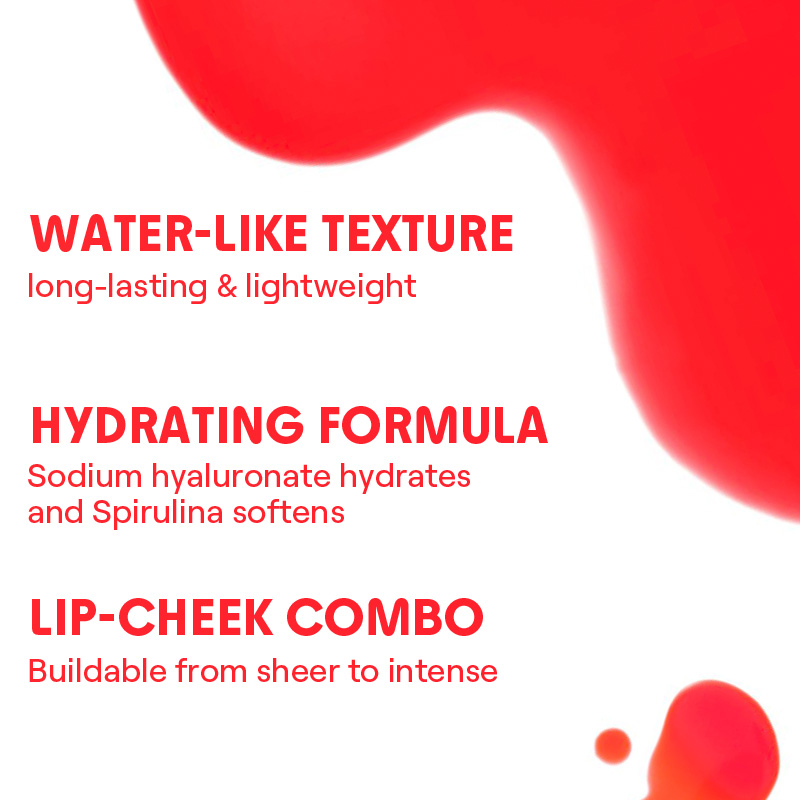 WATER-LIKE TEXTURE
long-lasting & lightweight
HYDRATING FORMULA
Sodium hyaluronate hydrates
and Spirulina softens
LIP-CHEEK COMBO
Buildable from sheer to intense